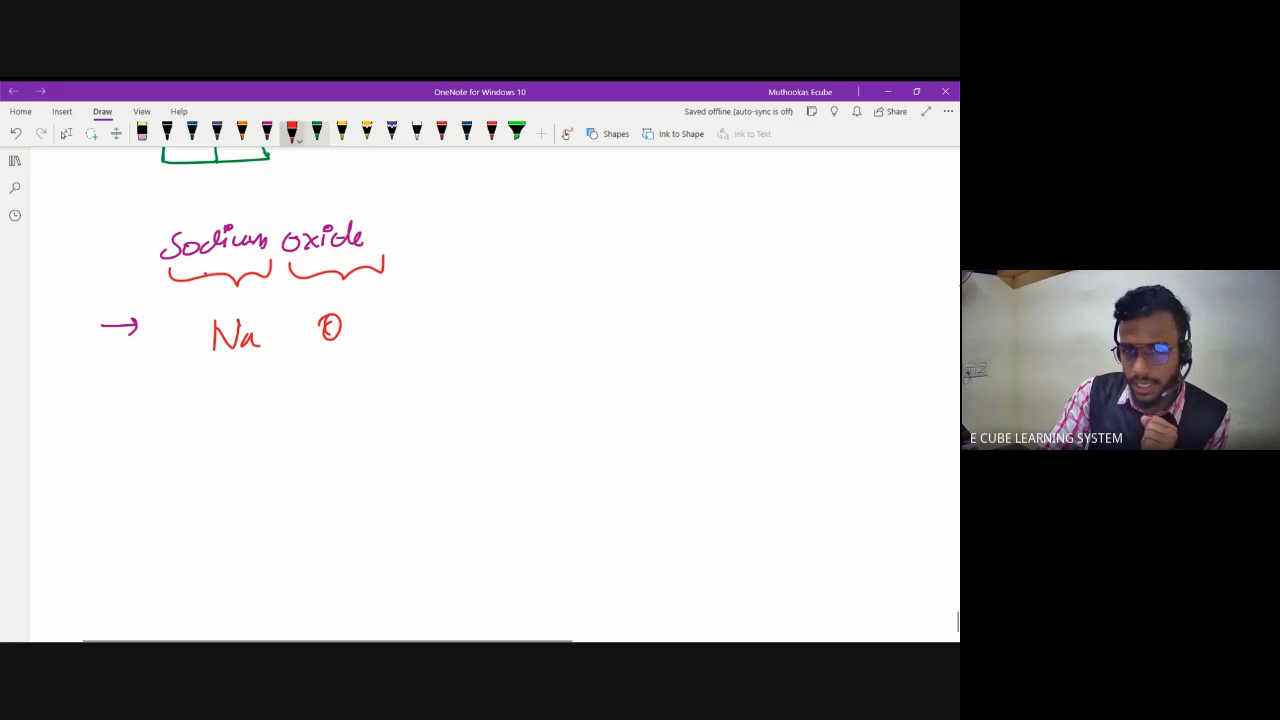 OneNote for Windows 10
Muthookas Ecube
Home Insert Draw View Help
Saved offline (auto-sync is off)
Share
Shapes
Ink to Shape
Ink to Text
Sodium oxide
→ Na O
E CUBE LEARNING SYSTEM